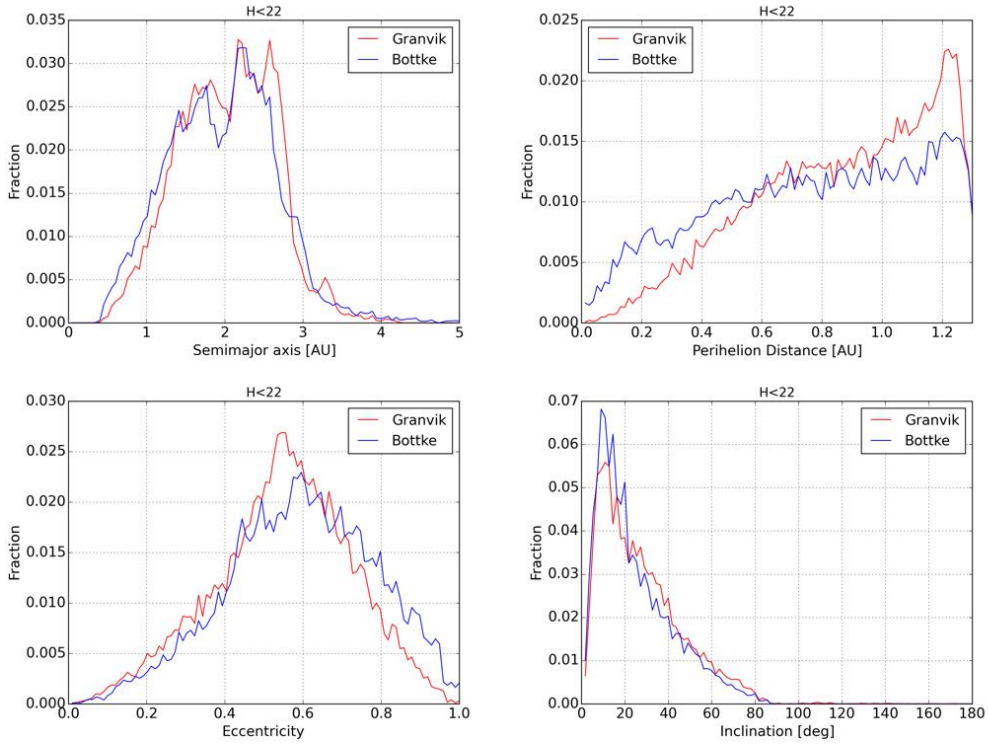 H<22
0.035
0.030
0.025
0.020
0.015
0.010
0.005
0.000
Fraction
Granvik
Bottke
0 1 2 3 4 5
Semimajor axis [AU]
H<22
0.025
0.020
0.015
0.010
0.005
0.000
Fraction
Granvik
Bottke
0.0 0.2 0.4 0.6 0.8 1.0 1.2
Perihelion Distance [AU]
H<22
0.030
0.025
0.020
0.015
0.010
0.005
0.000
Fraction
Granvik
Bottke
0.0 0.2 0.4 0.6 0.8 1.0
Eccentricity
H<22
0.07
0.06
0.05
0.04
0.03
0.02
0.01
0.00
Fraction
Granvik
Bottke
0 20 40 60 80 100 120 140 160 180
Inclination [deg]